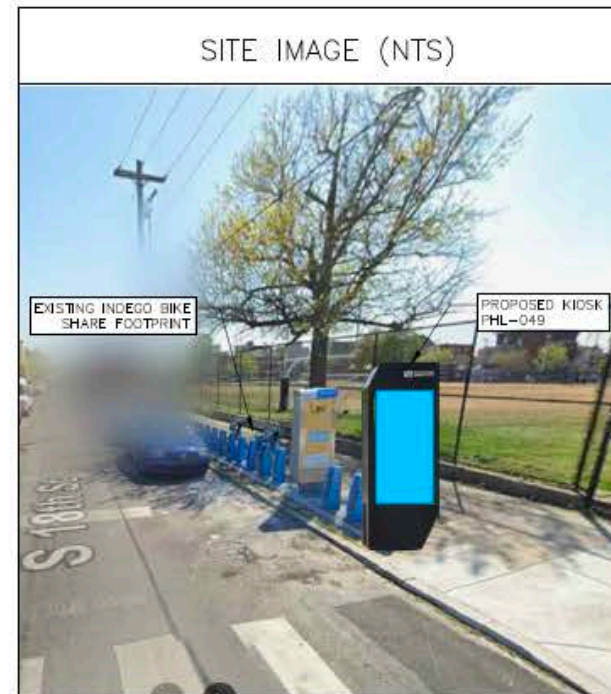 SITE IMAGE (NTS)
EXISTING INDEGO BIKE
SHARE FOOTPRINT
PROPOSED KIOSK
PHL-049
S 18th St